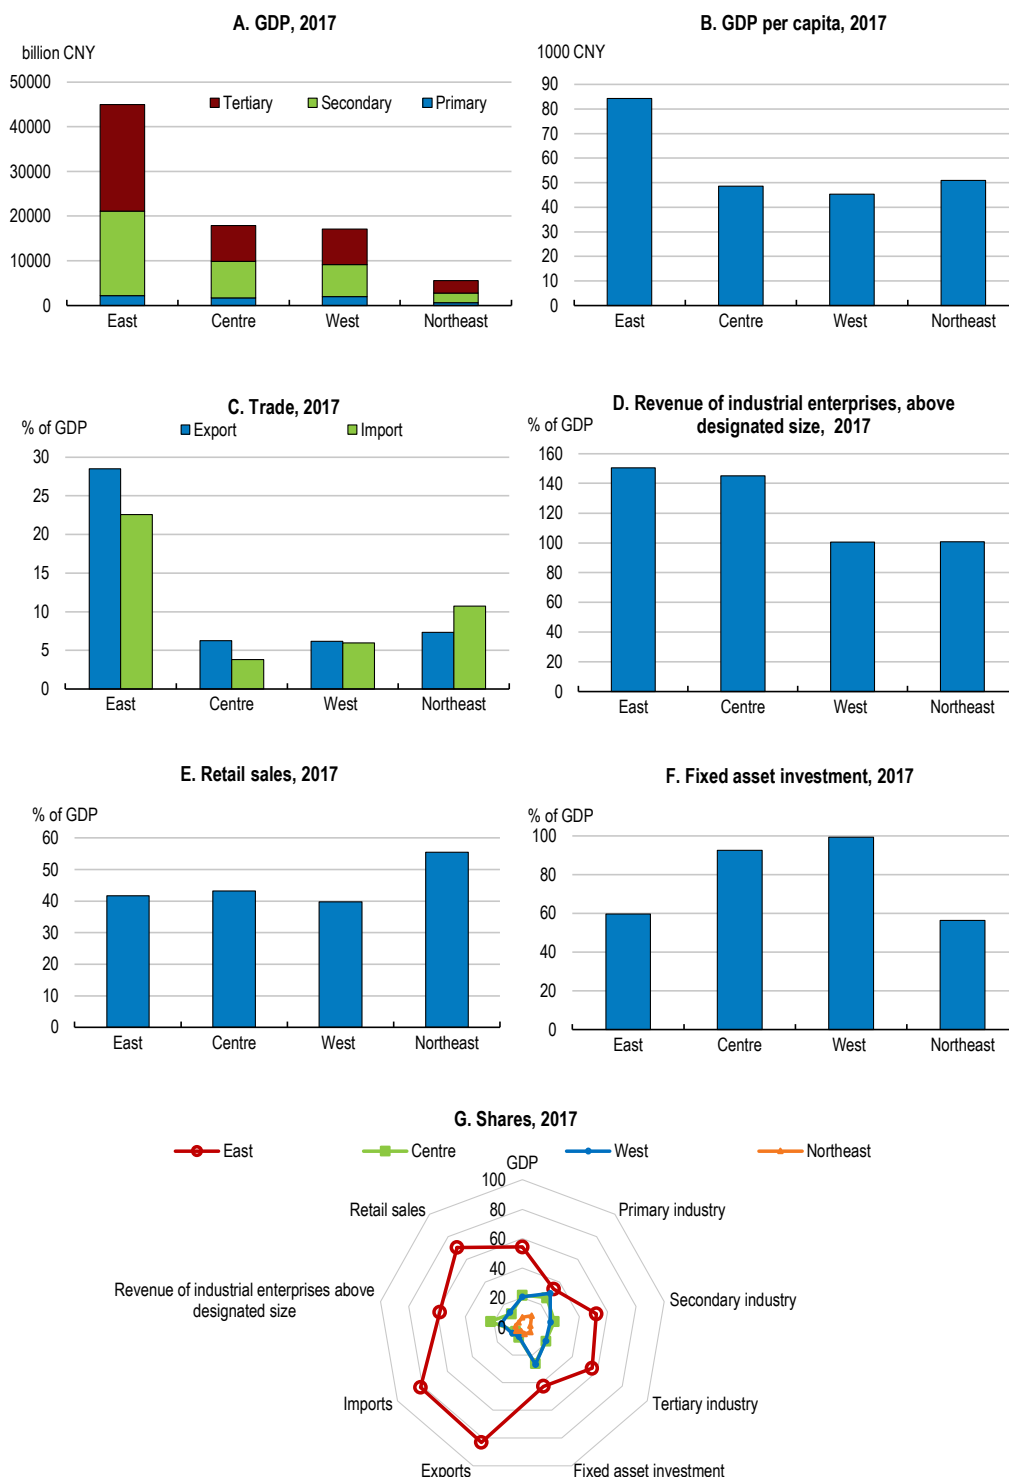 A. GDP, 2017
billion CNY
50000
40000
30000
20000
10000
0
Tertiary Secondary Primary
East Centre West Northeast
B. GDP per capita, 2017
1000 CNY
90
80
70
60
50
40
30
20
10
0
East Centre West Northeast
C. Trade, 2017
% of GDP
Export Import
30
25
20
15
10
5
0
East Centre West Northeast
D. Revenue of industrial enterprises, above
designated size, 2017
% of GDP
160
140
120
100
80
60
40
20
0
East Centre West Northeast
E. Retail sales, 2017
% of GDP
60
50
40
30
20
10
0
East Centre West Northeast
F. Fixed asset investment, 2017
% of GDP
100
80
60
40
20
0
East Centre West Northeast
G. Shares, 2017
East Centre West Northeast
GDP
100
80
60
40
20
0
Primary industry
Secondary industry
Tertiary industry
Fixed asset investment
Exports
Imports
Revenue of industrial enterprises above
designated size
Retail sales